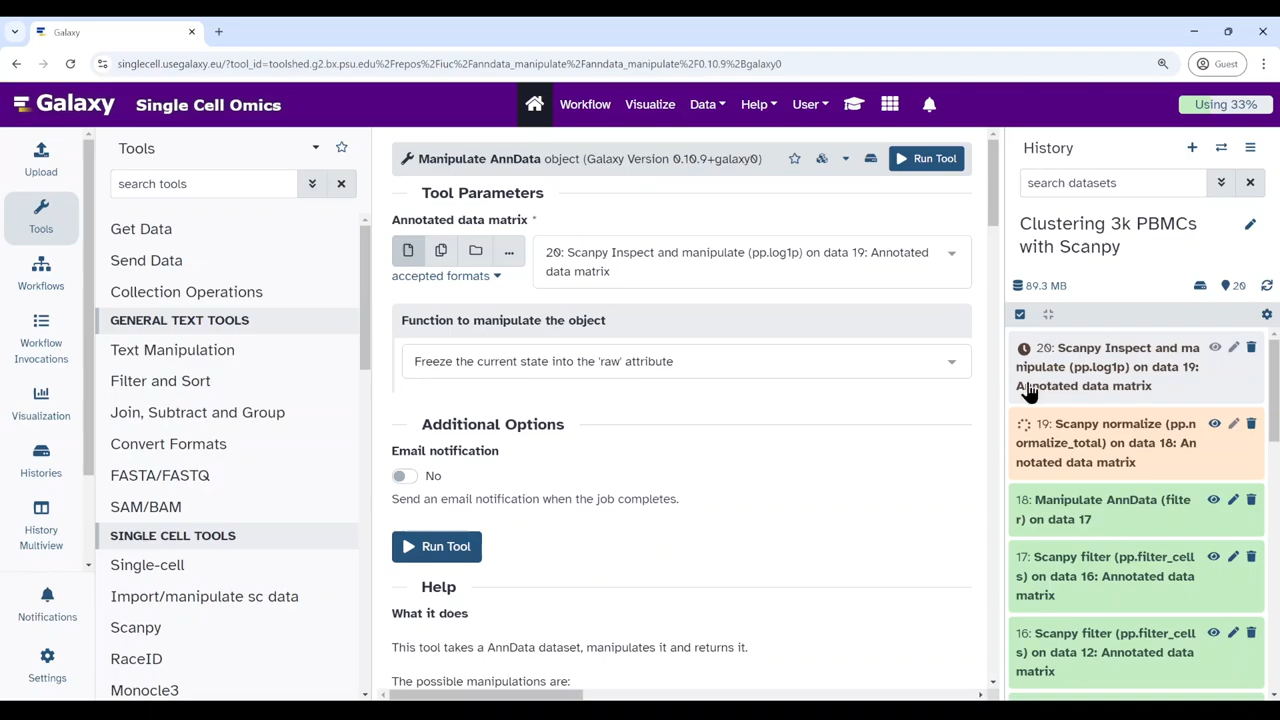 Galaxy
singlecell.usegalaxy.eu/?tool_id=toolshed.g2.bx.psu.edu%2Frepos%2Fiuc%2Fanndata_manipulate%2Fanndata_manipulate%2F0.10.9%2Bgalaxy0
Guest
Galaxy Single Cell Omics
Workflow Visualize Data Help User
Using 33%
Upload
Tools
Workflows
Workflow
Invocations
Visualization
Histories
History
Multiview
Notifications
Settings
Tools
search tools
Get Data
Send Data
Collection Operations
GENERAL TEXT TOOLS
Text Manipulation
Filter and Sort
Join, Subtract and Group
Convert Formats
FASTA/FASTQ
SAM/BAM
SINGLE CELL TOOLS
Single-cell
Import/manipulate sc data
Scanpy
RaceID
Monocle3
Manipulate AnnData object (Galaxy Version 0.10.9+galaxy0)
Run Tool
Tool Parameters
Annotated data matrix *
20: Scanpy Inspect and manipulate (pp.log1p) on data 19: Annotated
data matrix
accepted formats
Function to manipulate the object
Freeze the current state into the 'raw' attribute
Additional Options
Email notification
No
Send an email notification when the job completes.
Run Tool
Help
What it does
This tool takes a AnnData dataset, manipulates it and returns it.
The possible manipulations are:
History
search datasets
Clustering 3k PBMCs
with Scanpy
89.3 MB
20
20: Scanpy Inspect and ma
nipulate (pp.log1p) on data 19:
Annotated data matrix
19: Scanpy normalize (pp.n
ormalize_total) on data 18: An
notated data matrix
18: Manipulate AnnData (filte
r) on data 17
17: Scanpy filter (pp.filter_cell
s) on data 16: Annotated data
matrix
16: Scanpy filter (pp.filter_cell
s) on data 12: Annotated data
matrix